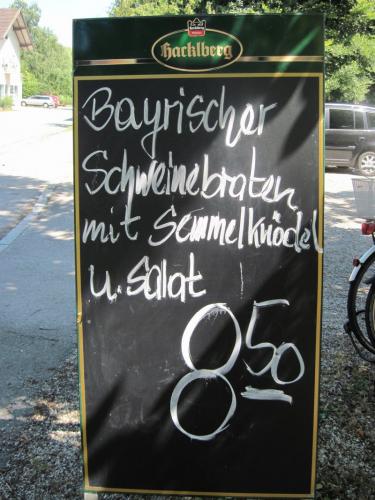 Hacklberg
Bayrischer
Schweinebraten
mit Semmelknödel
u. Salat
8 50